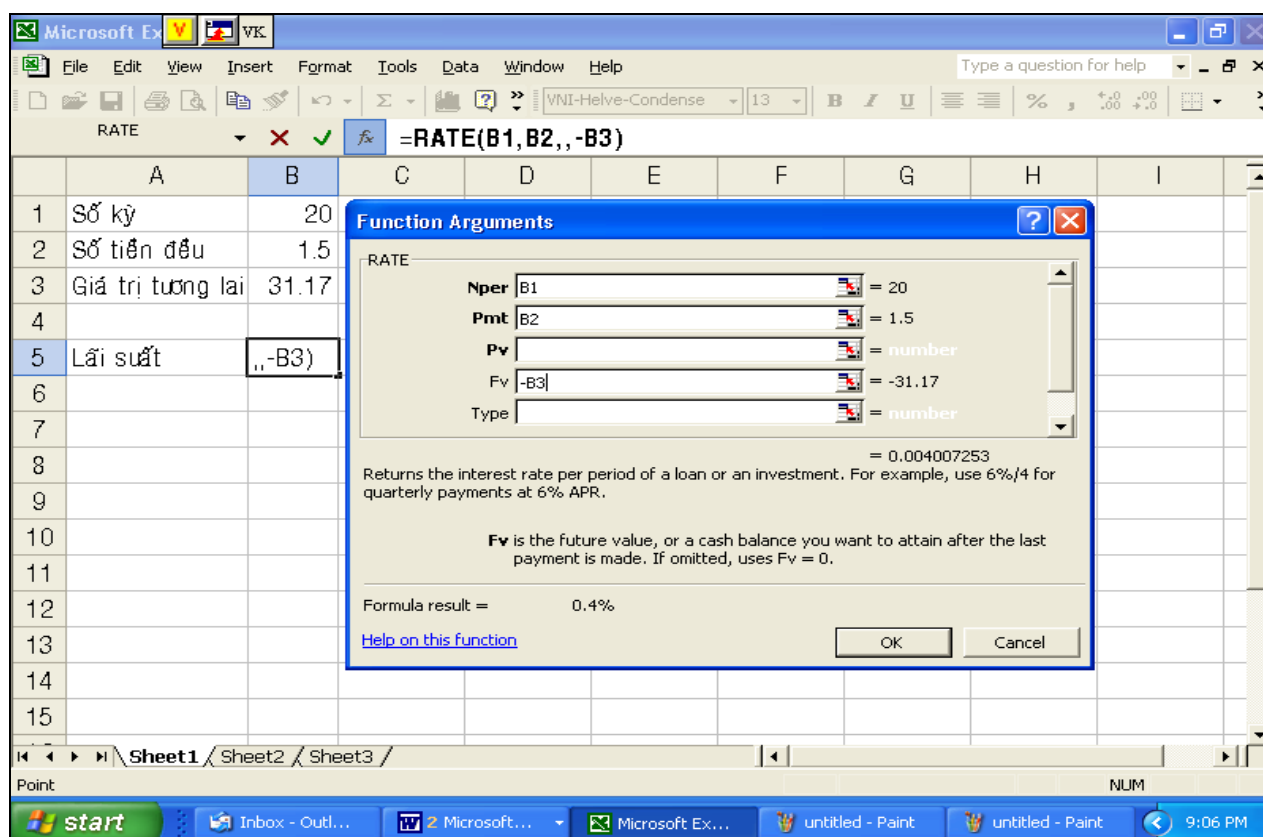 Microsoft Ex V VK
File Edit View Insert Format Tools Data Window Help Type a question for help
VNI-Helve-Condense 13 B I U % ,
RATE fx =RATE(B1,B2,,-B3)
A B C D E F G H I
1 Số kỳ 20
2 Số tiền đều 1.5
3 Giá trị tương lai 31.17
4
5 Lãi suất ,,-B3)
6
7
8
9
10
11
12
13
14
15
Function Arguments
RATE
Nper B1 = 20
Pmt B2 = 1.5
Pv = number
Fv -B3 = -31.17
Type = number
= 0.004007253
Returns the interest rate per period of a loan or an investment. For example, use 6%/4 for
quarterly payments at 6% APR.
Fv is the future value, or a cash balance you want to attain after the last
payment is made. If omitted, uses Fv = 0.
Formula result = 0.4%
Help on this function OK Cancel
Sheet1 / Sheet2 / Sheet3 /
Point NUM
start Inbox - Outl... 2 Microsoft... Microsoft Ex... untitled - Paint untitled - Paint 9:06 PM